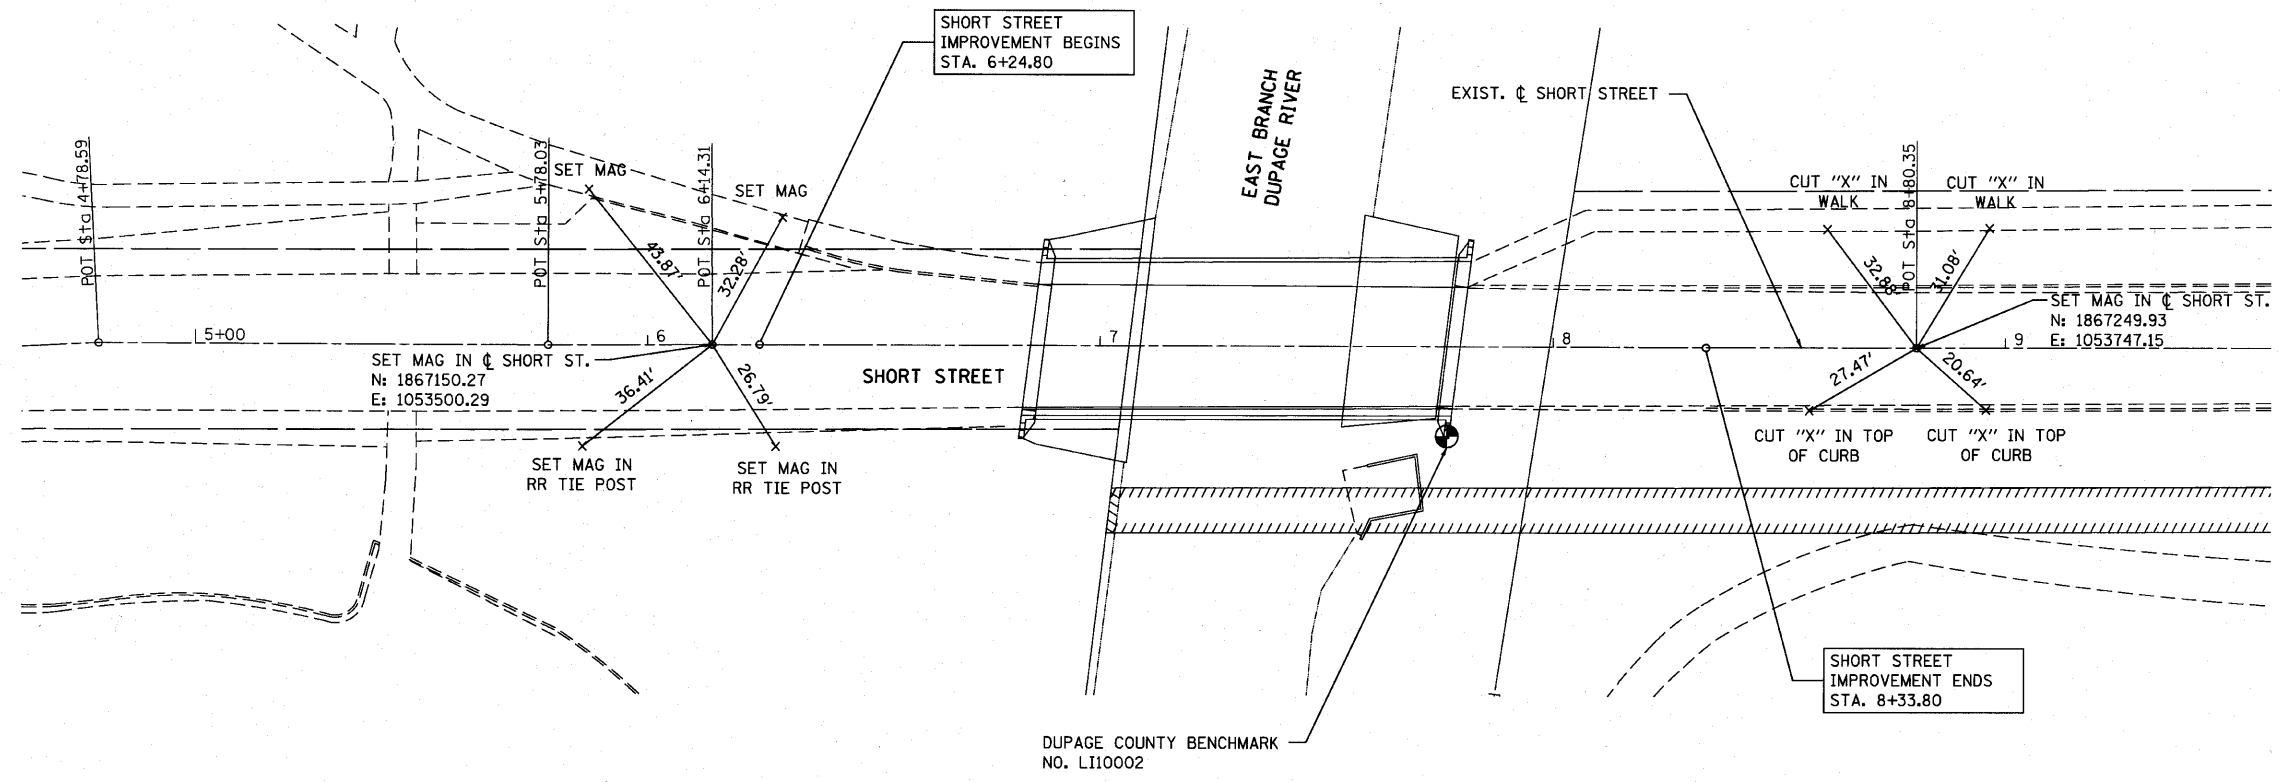 SHORT STREET
IMPROVEMENT BEGINS
STA. 6+24.80
EAST BRANCH
DUPAGE RIVER
EXIST. ℄ SHORT STREET
POT Sta 4+78.59
POT Sta 5+78.03
SET MAG
POT Sta 6+14.31
SET MAG
43.87'
32.28'
CUT "X" IN
WALK
POT Sta 8+80.35
CUT "X" IN
WALK
32.88'
31.08'
5+00
6
7
8
9
SET MAG IN ℄ SHORT ST.
N: 1867249.93
E: 1053747.15
SET MAG IN ℄ SHORT ST.
N: 1867150.27
E: 1053500.29
36.41'
26.79'
SHORT STREET
27.47'
20.64'
SET MAG IN
RR TIE POST
SET MAG IN
RR TIE POST
CUT "X" IN TOP
OF CURB
CUT "X" IN TOP
OF CURB
SHORT STREET
IMPROVEMENT ENDS
STA. 8+33.80
DUPAGE COUNTY BENCHMARK
NO. LI10002